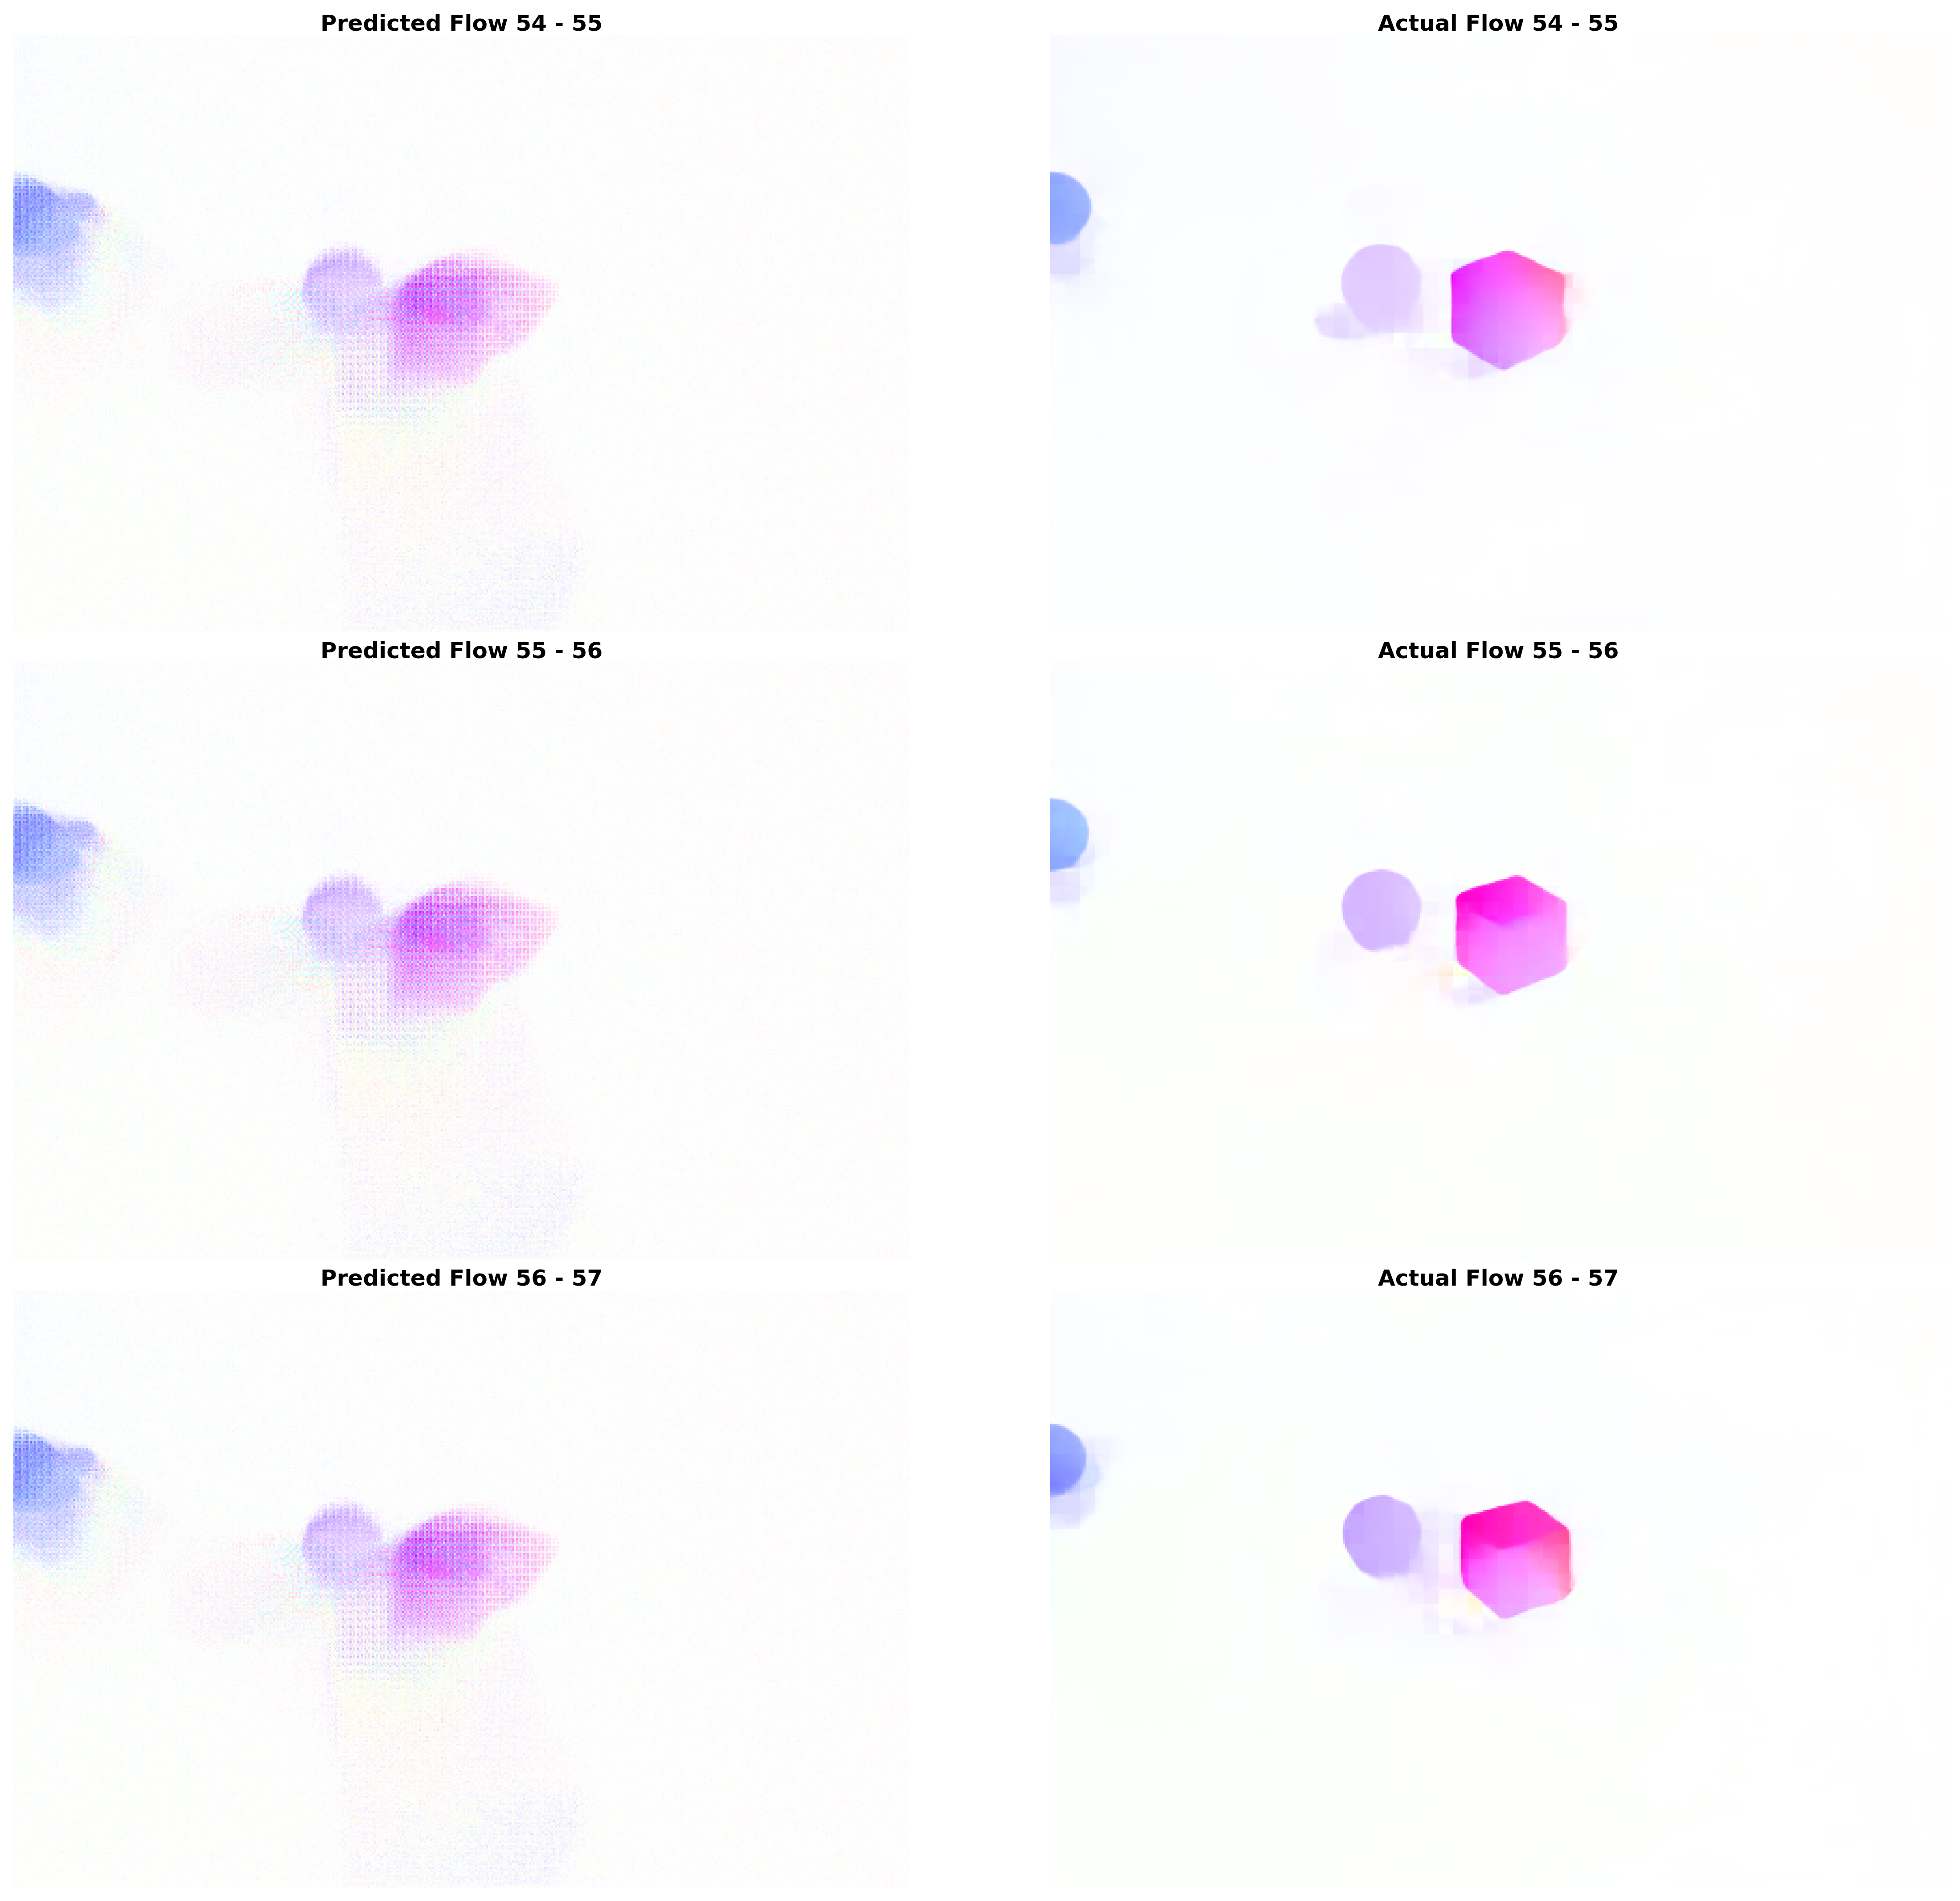 Predicted Flow 54 - 55
Actual Flow 54 - 55
Predicted Flow 55 - 56
Actual Flow 55 - 56
Predicted Flow 56 - 57
Actual Flow 56 - 57